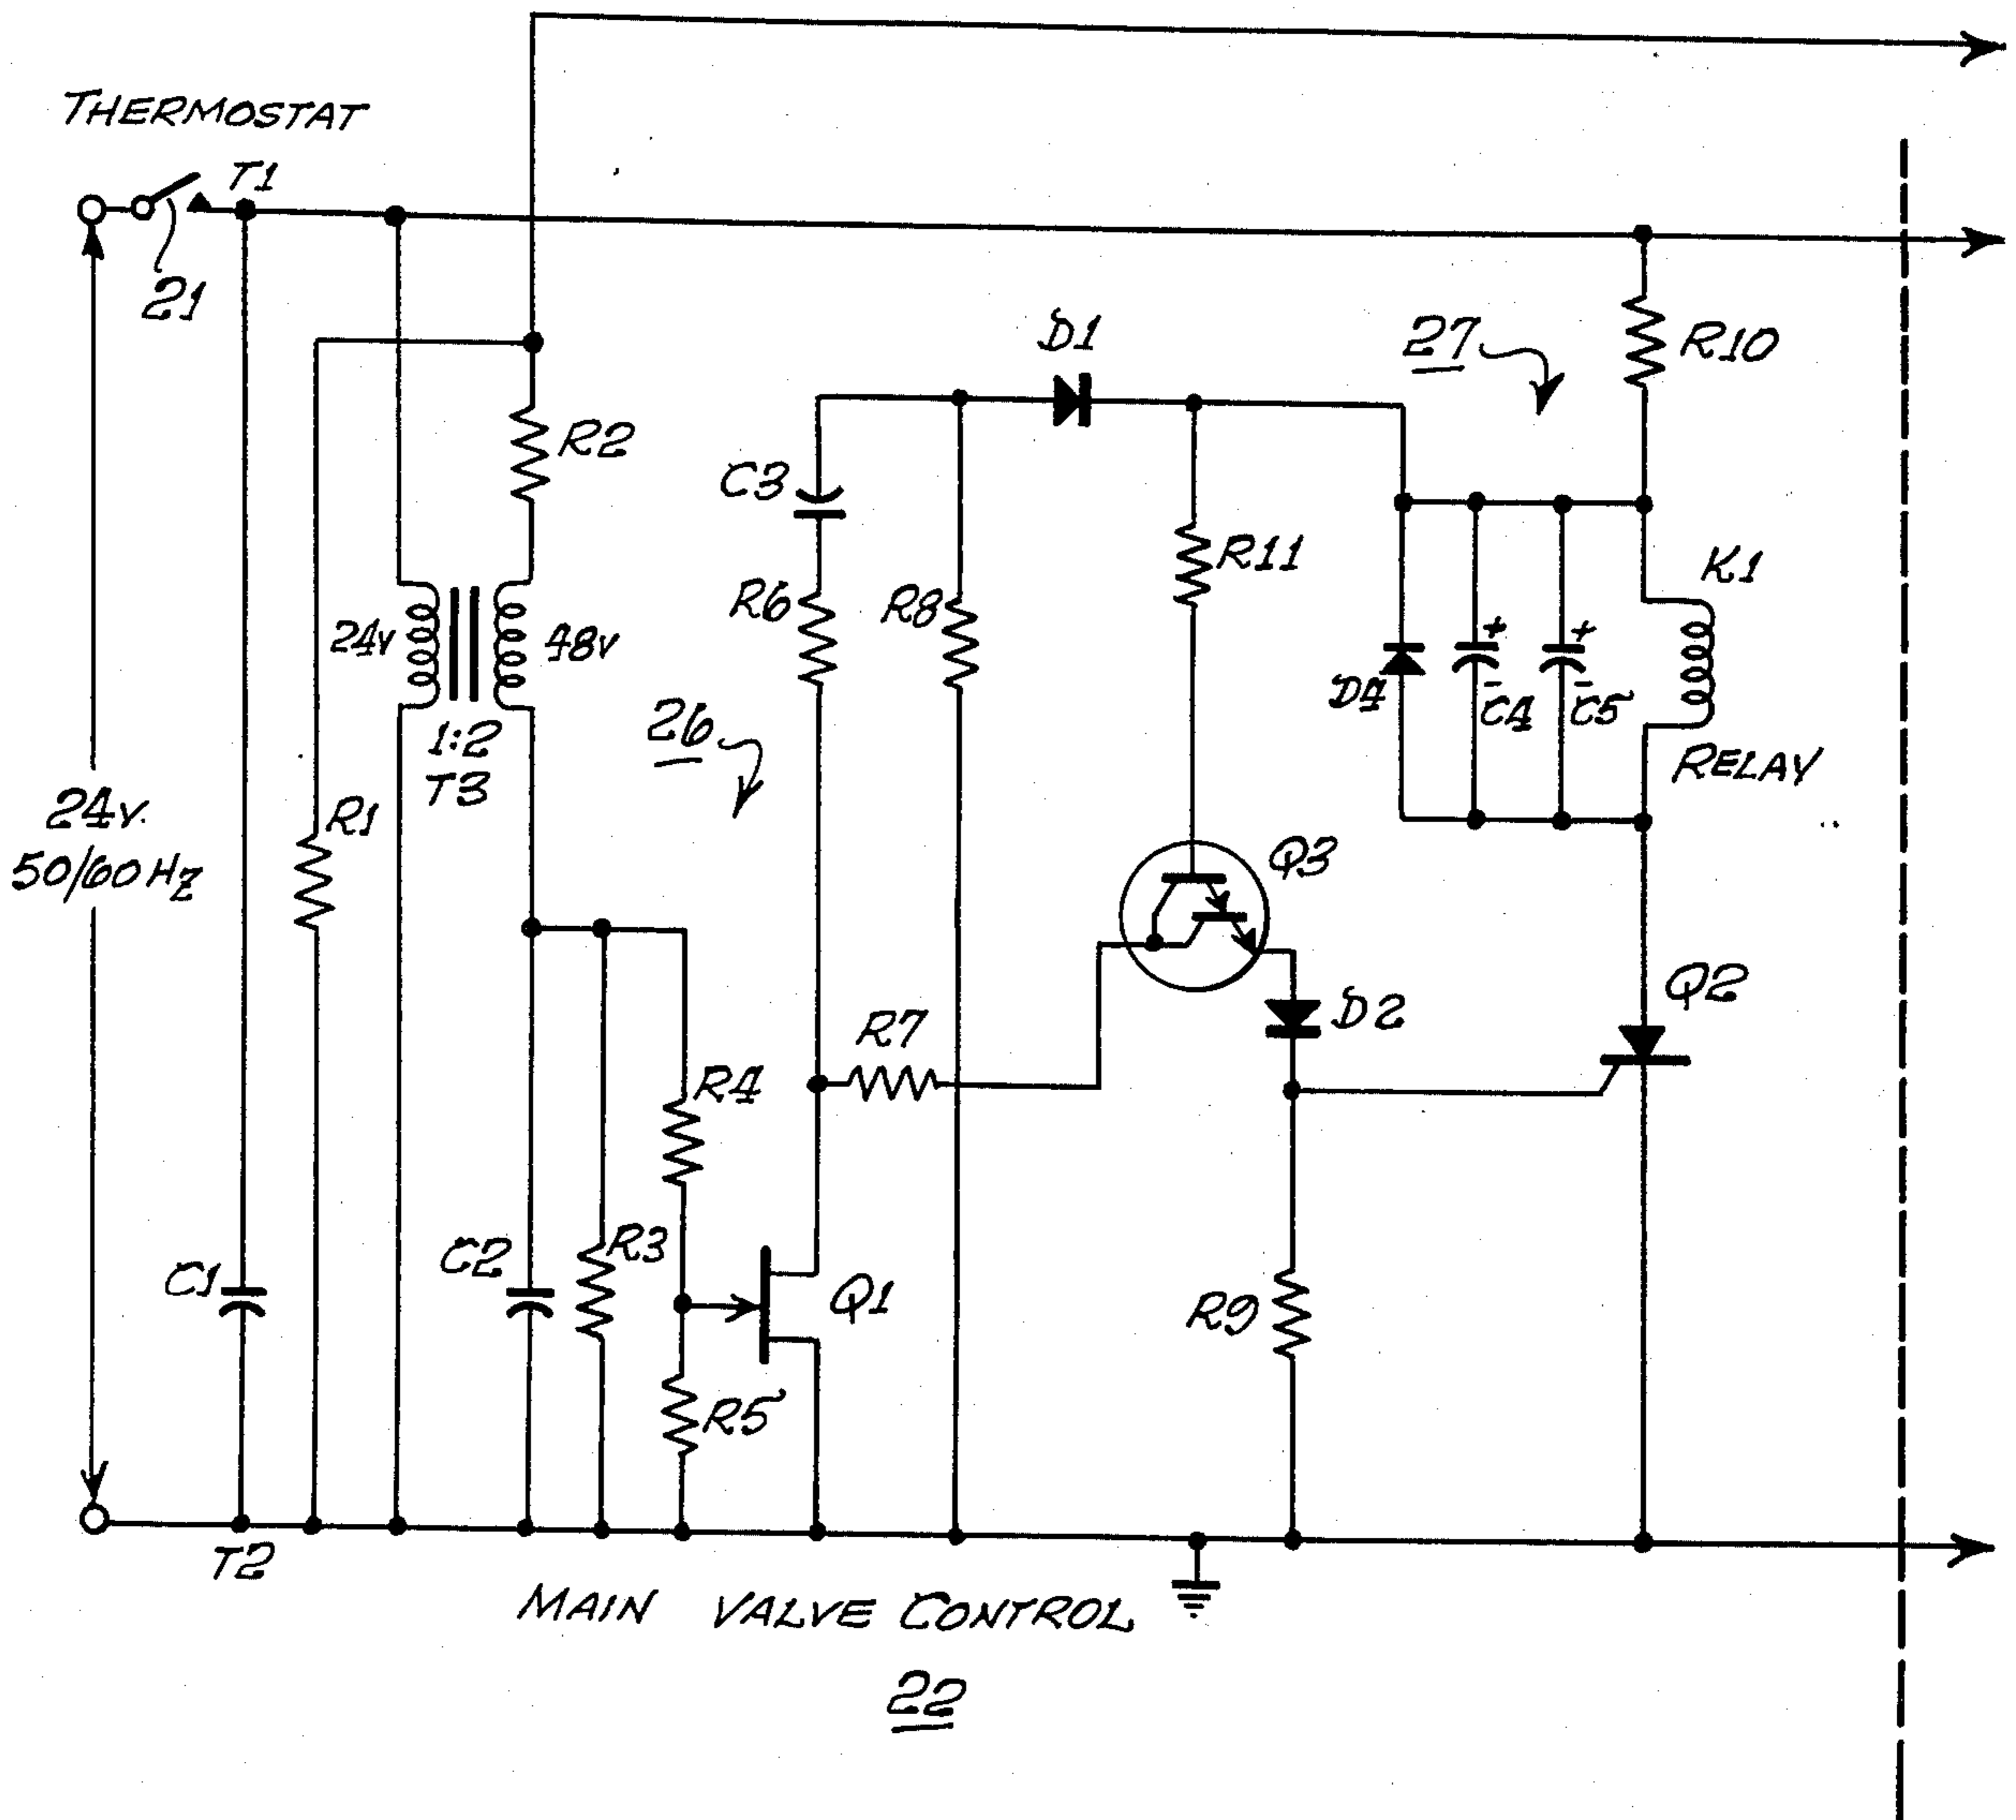 THERMOSTAT
T1
21
D1
27
R10
R2
C3
R11
K1
R6
R8
24v
48v
+
+
D4
-
C4
-
C5
1:2
T3
26
RELAY
24v.
50/60 Hz
R1
Q3
Q2
D2
R7
R4
C1
C2
R3
Q1
R9
R5
T2
MAIN VALVE CONTROL
22